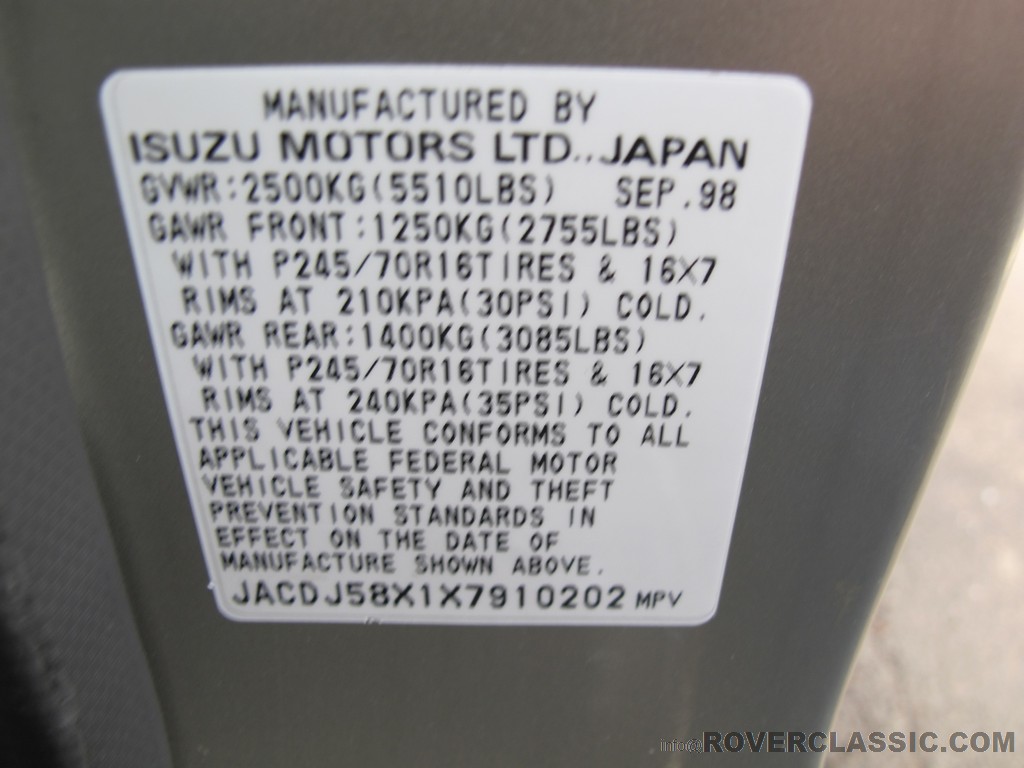 MANUFACTURED BY
ISUZU MOTORS LTD.,JAPAN
GVWR:2500KG(5510LBS) SEP.98
GAWR FRONT:1250KG(2755LBS)
WITH P245/70R16TIRES & 16X7
RIMS AT 210KPA(30PSI) COLD.
GAWR REAR:1400KG(3085LBS)
WITH P245/70R16TIRES & 16X7
RIMS AT 240KPA(35PSI) COLD.
THIS VEHICLE CONFORMS TO ALL
APPLICABLE FEDERAL MOTOR
VEHICLE SAFETY AND THEFT
PREVENTION STANDARDS IN
EFFECT ON THE DATE OF
MANUFACTURE SHOWN ABOVE.
JACDJ58X1X7910202 MPV
info@ROVERCLASSIC.COM